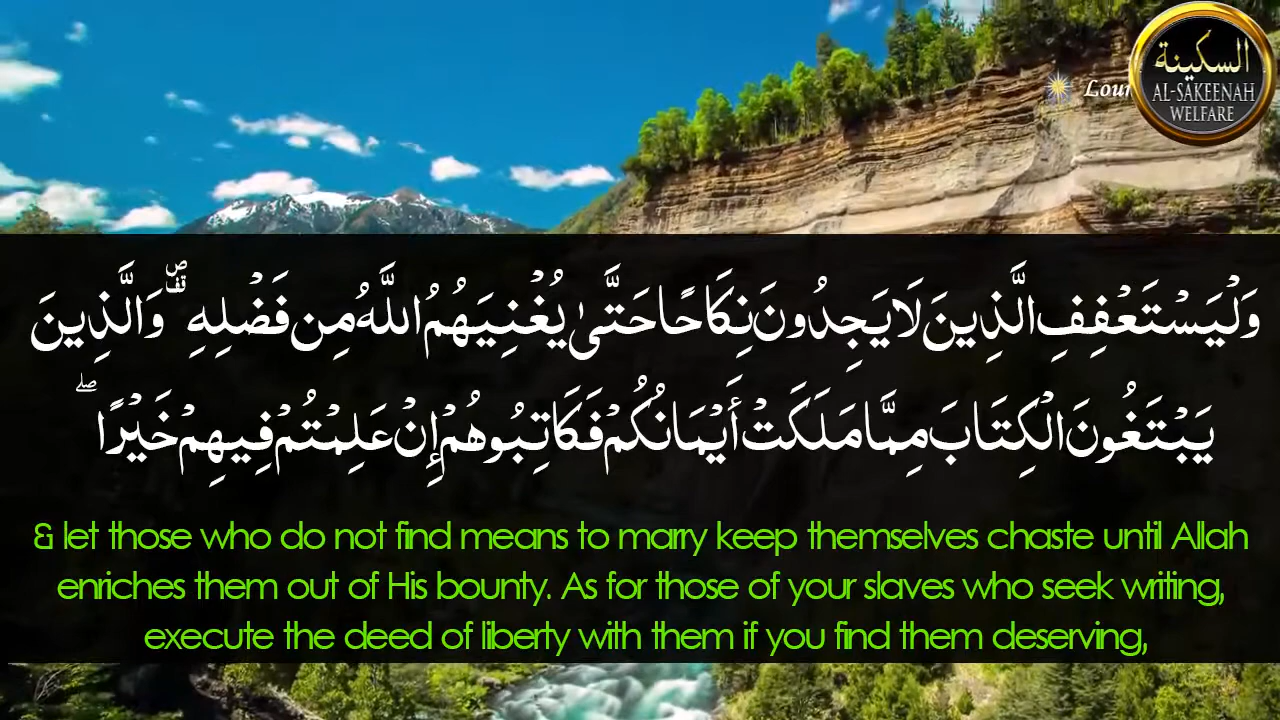 السكينة
AL-SAKEENAH
WELFARE
وَلْيَسْتَعْفِفِ الَّذِينَ لَا يَجِدُونَ نِكَاحًا حَتَّىٰ يُغْنِيَهُمُ اللَّهُ مِن فَضْلِهِ ۗ وَالَّذِينَ
يَبْتَغُونَ الْكِتَابَ مِمَّا مَلَكَتْ أَيْمَانُكُمْ فَكَاتِبُوهُمْ إِنْ عَلِمْتُمْ فِيهِمْ خَيْرًا ۖ
& let those who do not find means to marry keep themselves chaste until Allah
enriches them out of His bounty. As for those of your slaves who seek writing,
execute the deed of liberty with them if you find them deserving,